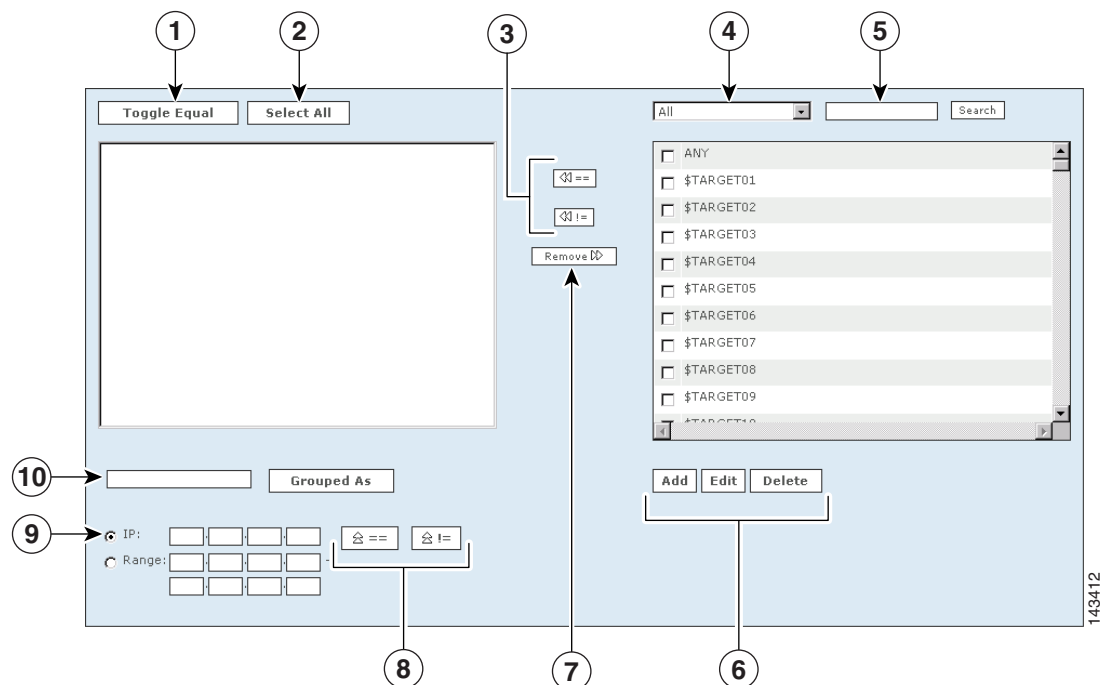 1 2 3 4 5
Toggle Equal Select All All Search
ANY
$TARGET01
== $TARGET02
!= $TARGET03
Remove $TARGET04
$TARGET05
$TARGET06
$TARGET07
$TARGET08
$TARGET09
$TARGET10
10 Grouped As Add Edit Delete
9 IP: . . . == !=
Range: . . . -
. . .
8 7 6
143412